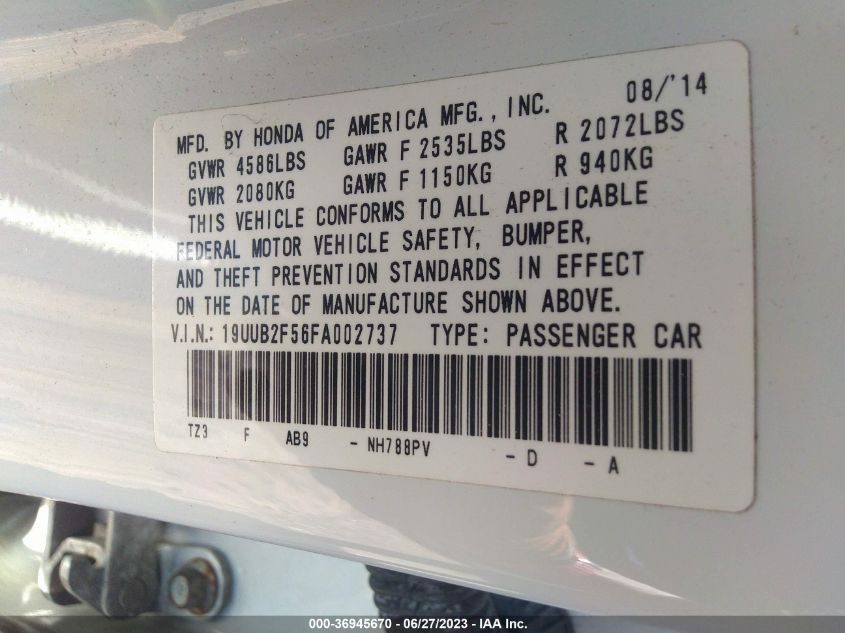 08/'14
MFD. BY HONDA OF AMERICA MFG., INC.
GVWR 4586LBS GAWR F 2535LBS R 2072LBS
GVWR 2080KG GAWR F 1150KG R 940KG
THIS VEHICLE CONFORMS TO ALL APPLICABLE
FEDERAL MOTOR VEHICLE SAFETY, BUMPER,
AND THEFT PREVENTION STANDARDS IN EFFECT
ON THE DATE OF MANUFACTURE SHOWN ABOVE.
V.I.N.: 19UUB2F56FA002737 TYPE: PASSENGER CAR
TZ3 F AB9 - NH788PV - D - A
000-36945670 - 06/27/2023 - IAA Inc.